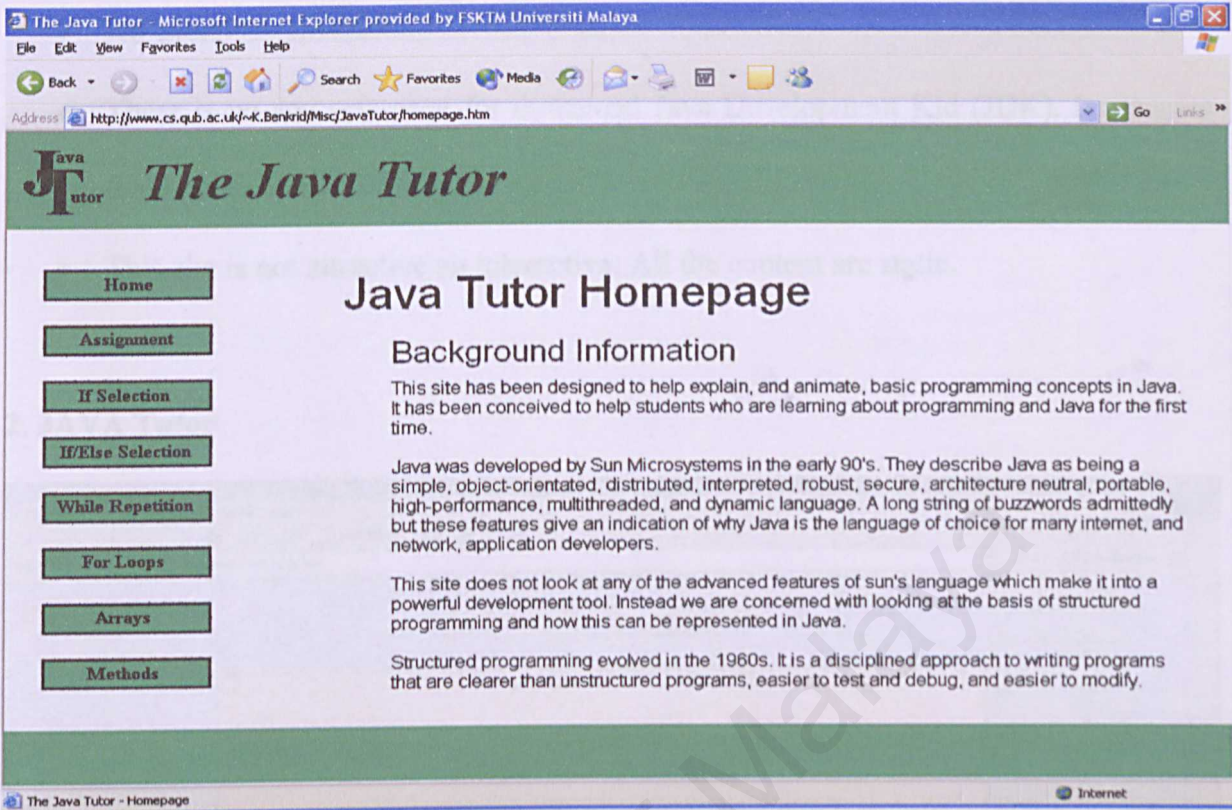 The Java Tutor - Microsoft Internet Explorer provided by FSKTM Universiti Malaya
File Edit View Favorites Tools Help
Back Search Favorites Media
Address http://www.cs.qub.ac.uk/~K.Benkrid/Misc/JavaTutor/homepage.htm Go Links »
Java Tutor
The Java Tutor
Home
Assignment
If Selection
If/Else Selection
While Repetition
For Loops
Arrays
Methods
Java Tutor Homepage
Background Information
This site has been designed to help explain, and animate, basic programming concepts in Java.
It has been conceived to help students who are learning about programming and Java for the first
time.
Java was developed by Sun Microsystems in the early 90's. They describe Java as being a
simple, object-orientated, distributed, interpreted, robust, secure, architecture neutral, portable,
high-performance, multithreaded, and dynamic language. A long string of buzzwords admittedly
but these features give an indication of why Java is the language of choice for many internet, and
network, application developers.
This site does not look at any of the advanced features of sun's language which make it into a
powerful development tool. Instead we are concerned with looking at the basis of structured
programming and how this can be represented in Java.
Structured programming evolved in the 1960s. It is a disciplined approach to writing programs
that are clearer than unstructured programs, easier to test and debug, and easier to modify.
The Java Tutor - Homepage Internet
Malaya